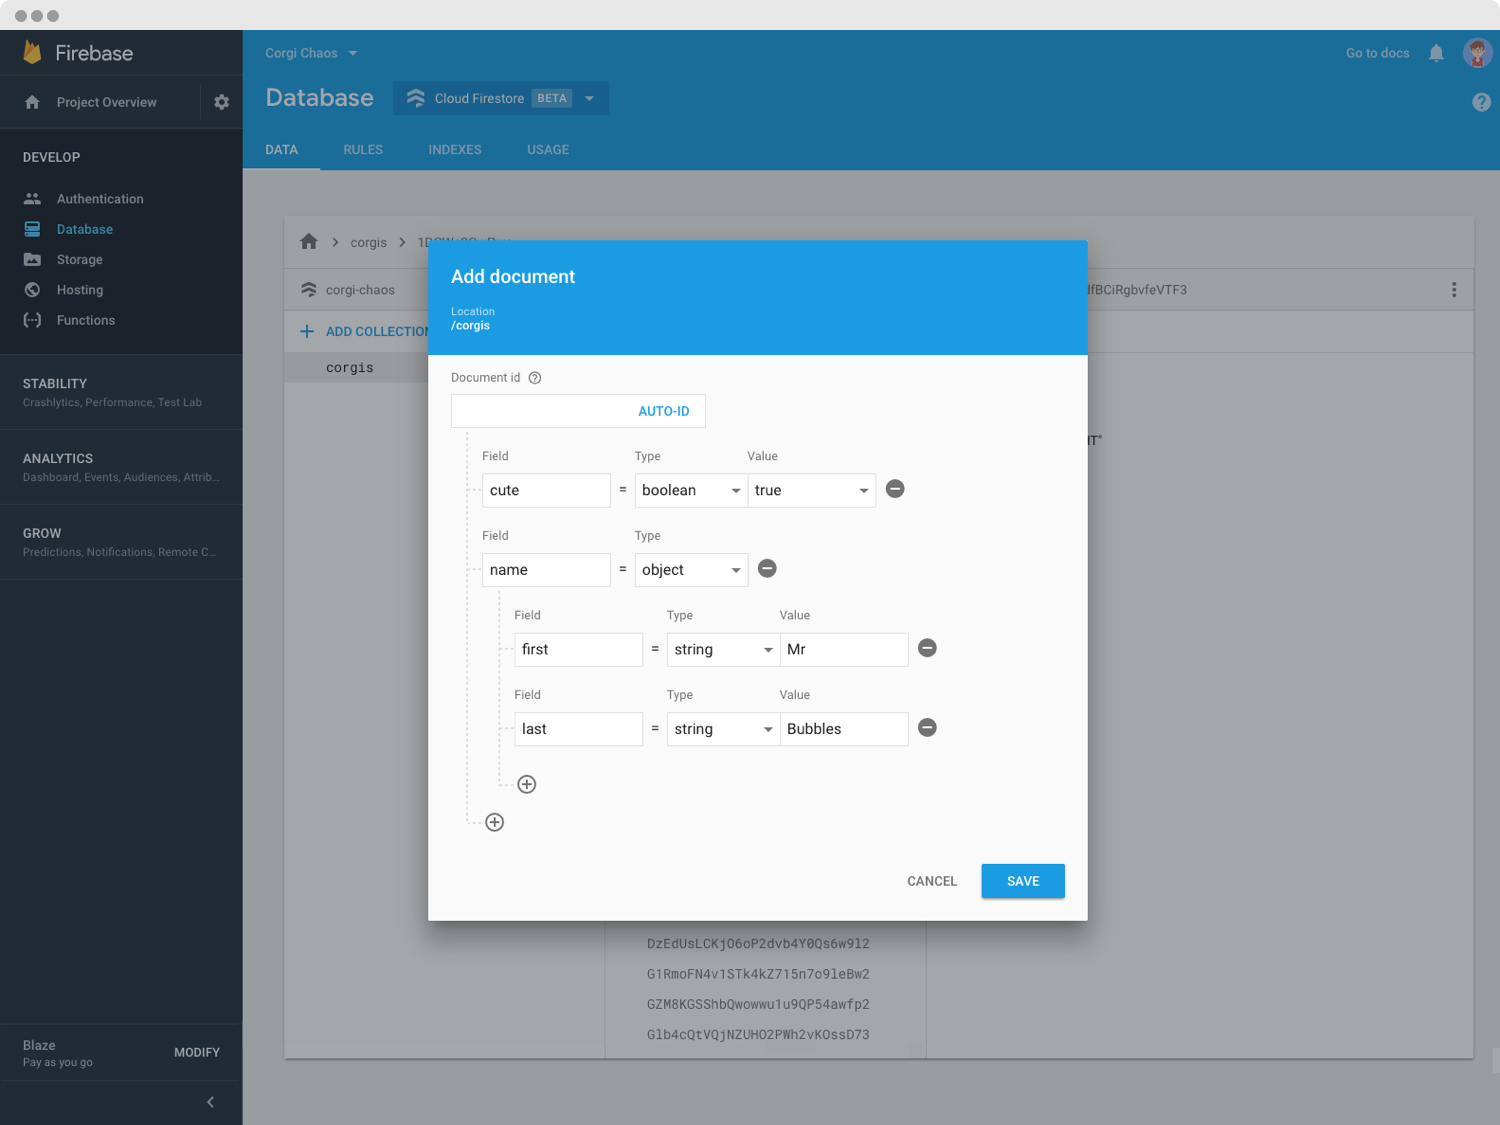 Firebase
Project Overview
DEVELOP
Authentication
Database
Storage
Hosting
Functions
STABILITY
Crashlytics, Performance, Test Lab
ANALYTICS
Dashboard, Events, Audiences, Attrib...
GROW
Predictions, Notifications, Remote C...
Blaze
Pay as you go
MODIFY
Corgi Chaos
Go to docs
Database
Cloud Firestore BETA
DATA RULES INDEXES USAGE
corgis
corgi-chaos
dfBCiRgbvfeVTF3
ADD COLLECTION
corgis
Add document
Location
/corgis
Document id
AUTO-ID
Field Type Value
cute = boolean true
Field Type
name = object
Field Type Value
first = string Mr
Field Type Value
last = string Bubbles
CANCEL SAVE
DzEdUsLCKjO6oP2dvb4Y0Qs6w9l2
G1RmoFN4v1STk4kZ715n7o9leBw2
GZM8KGSShbQwowwu1u9QP54awfp2
Glb4cQtVQjNZUHO2PWh2vKOssD73